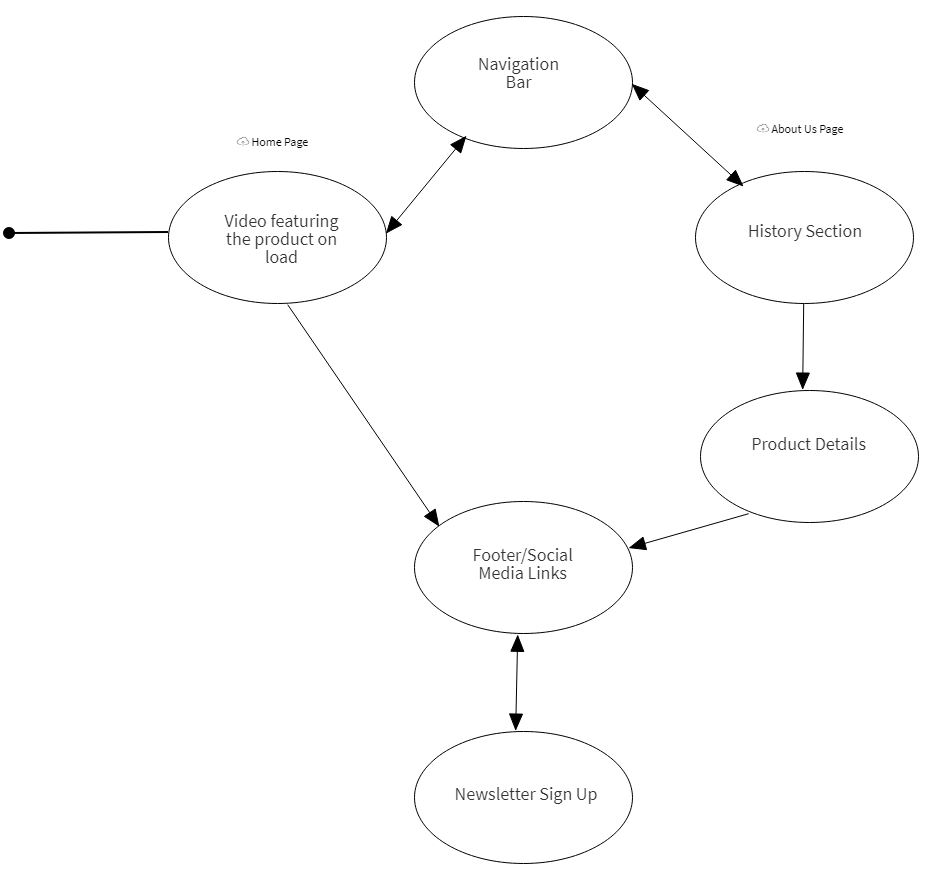 Navigation
Bar
About Us Page
Home Page
Video featuring
the product on
load
History Section
Product Details
Footer/Social
Media Links
Newsletter Sign Up